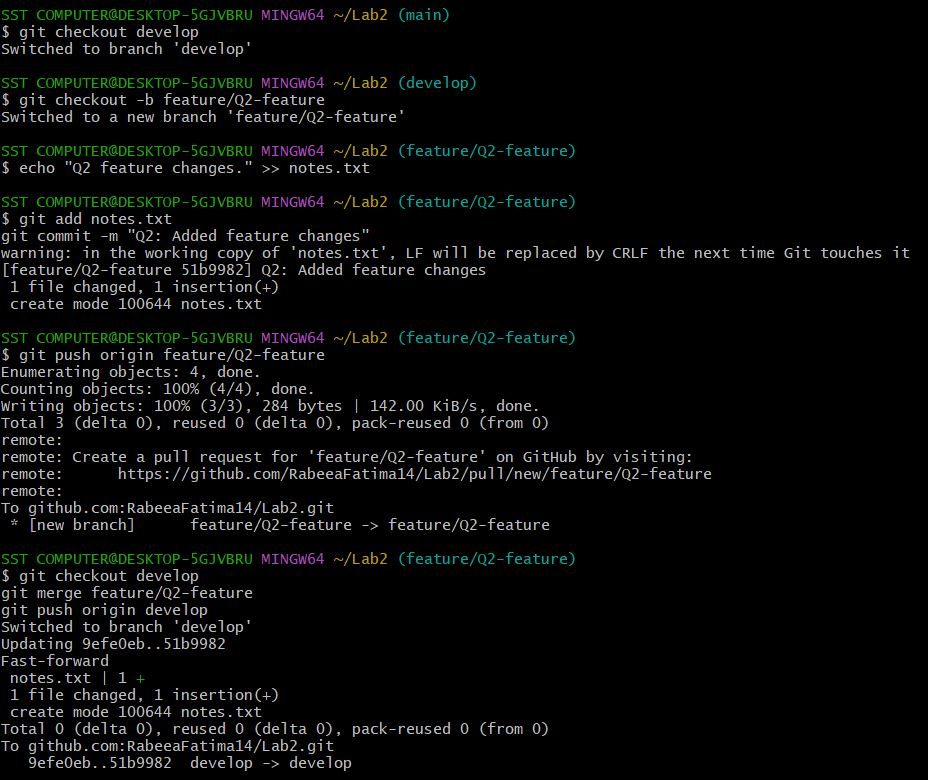 SST COMPUTER@DESKTOP-5GJVBRU MINGW64 ~/Lab2 (main)
$ git checkout develop
Switched to branch 'develop'
SST COMPUTER@DESKTOP-5GJVBRU MINGW64 ~/Lab2 (develop)
$ git checkout -b feature/Q2-feature
Switched to a new branch 'feature/Q2-feature'
SST COMPUTER@DESKTOP-5GJVBRU MINGW64 ~/Lab2 (feature/Q2-feature)
$ echo "Q2 feature changes." >> notes.txt
SST COMPUTER@DESKTOP-5GJVBRU MINGW64 ~/Lab2 (feature/Q2-feature)
$ git add notes.txt
git commit -m "Q2: Added feature changes"
warning: in the working copy of 'notes.txt', LF will be replaced by CRLF the next time Git touches it
[feature/Q2-feature 51b9982] Q2: Added feature changes
 1 file changed, 1 insertion(+)
 create mode 100644 notes.txt
SST COMPUTER@DESKTOP-5GJVBRU MINGW64 ~/Lab2 (feature/Q2-feature)
$ git push origin feature/Q2-feature
Enumerating objects: 4, done.
Counting objects: 100% (4/4), done.
Writing objects: 100% (3/3), 284 bytes | 142.00 KiB/s, done.
Total 3 (delta 0), reused 0 (delta 0), pack-reused 0 (from 0)
remote:
remote: Create a pull request for 'feature/Q2-feature' on GitHub by visiting:
remote:      https://github.com/RabeeaFatima14/Lab2/pull/new/feature/Q2-feature
remote:
To github.com:RabeeaFatima14/Lab2.git
 * [new branch]      feature/Q2-feature -> feature/Q2-feature
SST COMPUTER@DESKTOP-5GJVBRU MINGW64 ~/Lab2 (feature/Q2-feature)
$ git checkout develop
git merge feature/Q2-feature
git push origin develop
Switched to branch 'develop'
Updating 9efe0eb..51b9982
Fast-forward
 notes.txt | 1 +
 1 file changed, 1 insertion(+)
 create mode 100644 notes.txt
Total 0 (delta 0), reused 0 (delta 0), pack-reused 0 (from 0)
To github.com:RabeeaFatima14/Lab2.git
   9efe0eb..51b9982  develop -> develop